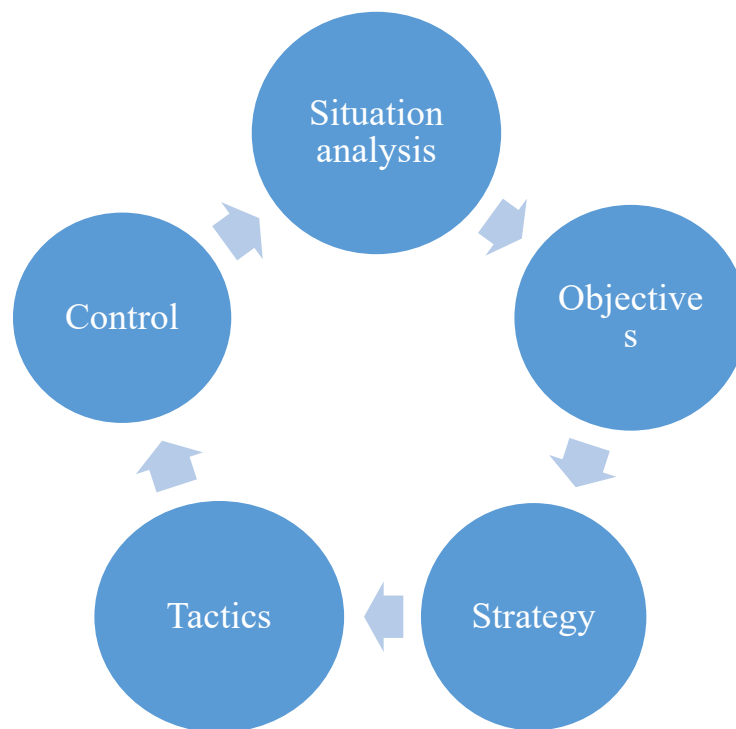 Situation
analysis
Objective
s
Strategy
Tactics
Control